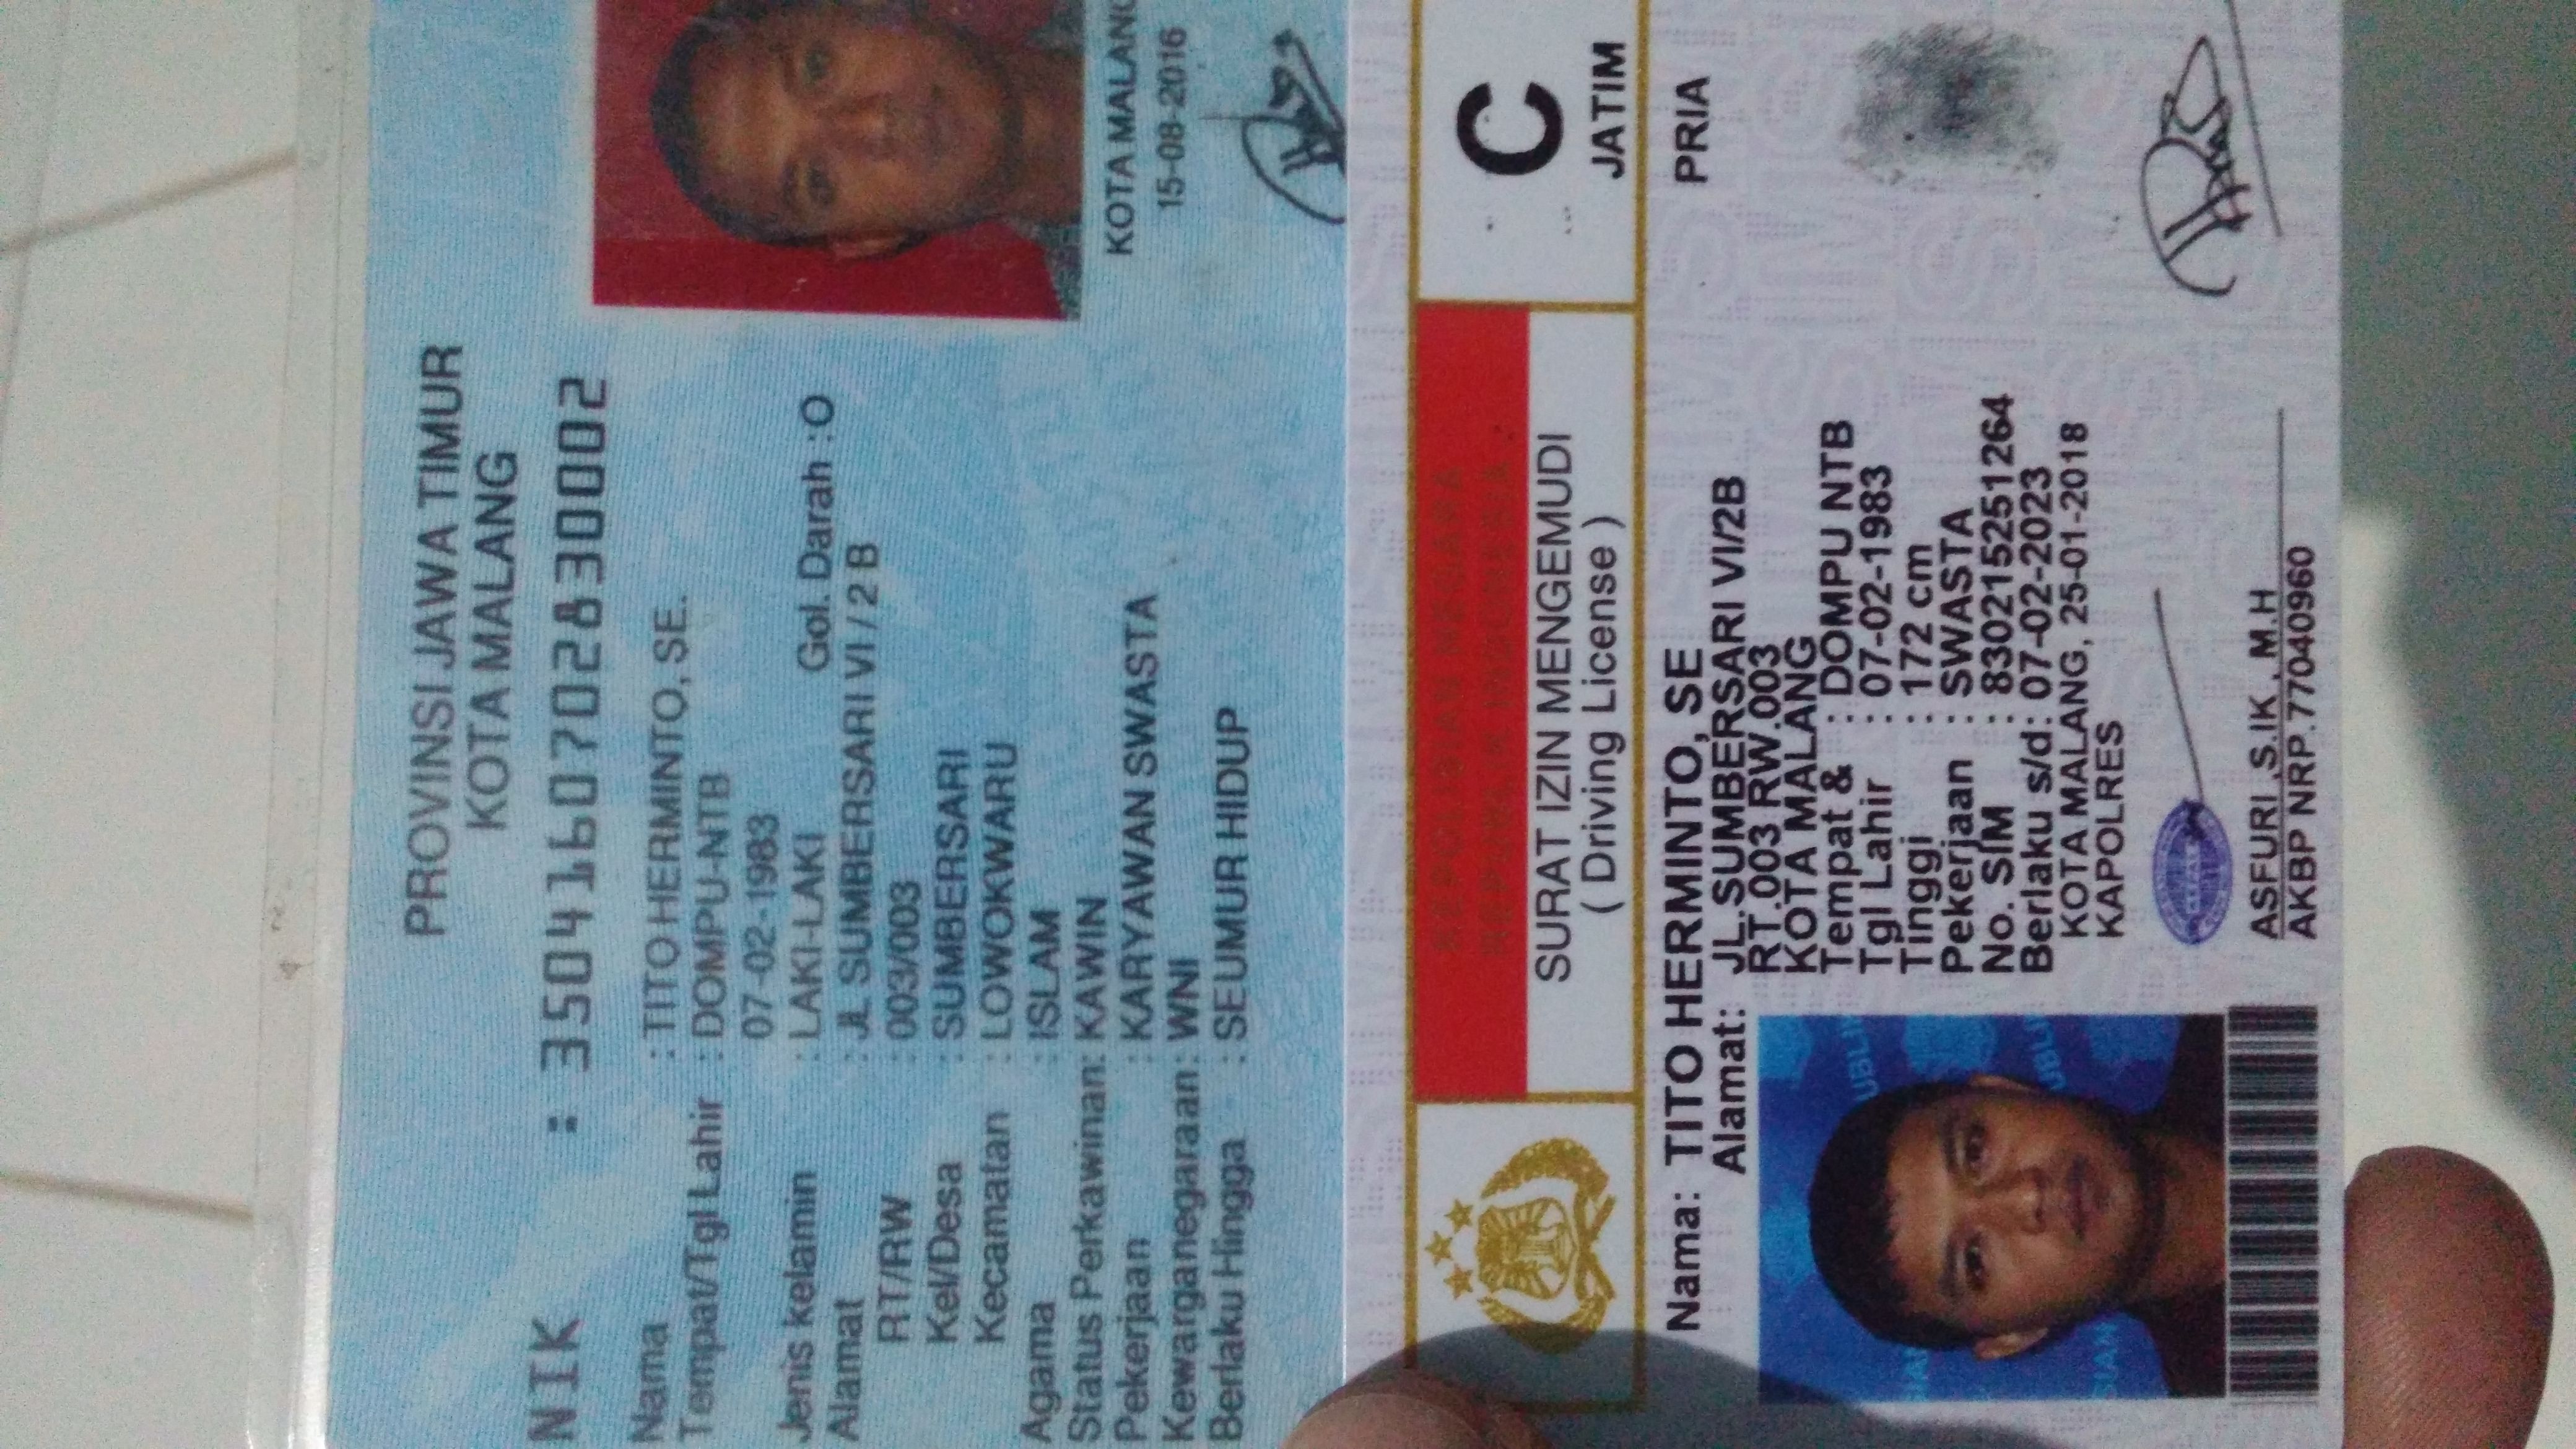 PROVINSI JAWA TIMUR
KOTA MALANG
NIK : 3504160702830002
Nama : TITO HERMINTO, SE.
Tempat/Tgl Lahir : DOMPU-NTB
07-02-1983
Jenis kelamin : LAKI-LAKI Gol. Darah : O
Alamat : JL SUMBERSARI VI / 2 B
RT/RW : 003/003
Kel/Desa : SUMBERSARI
Kecamatan : LOWOKWARU
Agama : ISLAM
Status Perkawinan: KAWIN
Pekerjaan : KARYAWAN SWASTA
Kewarganegaraan: WNI
Berlaku Hingga : SEUMUR HIDUP
KOTA MALANG
15-08-2016
KEPOLISIAN NEGARA
REPUBLIK INDONESIA
SURAT IZIN MENGEMUDI
( Driving License )
C
JATIM
Nama: TITO HERMINTO, SE
PRIA
Alamat: JL.SUMBERSARI VI/2B
RT.003 RW.003
KOTA MALANG
Tempat & : DOMPU NTB
Tgl Lahir : 07-02-1983
Tinggi : 172 cm
Pekerjaan : SWASTA
No. SIM : 830215251264
Berlaku s/d: 07-02-2023
KOTA MALANG, 25-01-2018
KAPOLRES
ASFURI ,S.IK , M.H
AKBP NRP.77040960